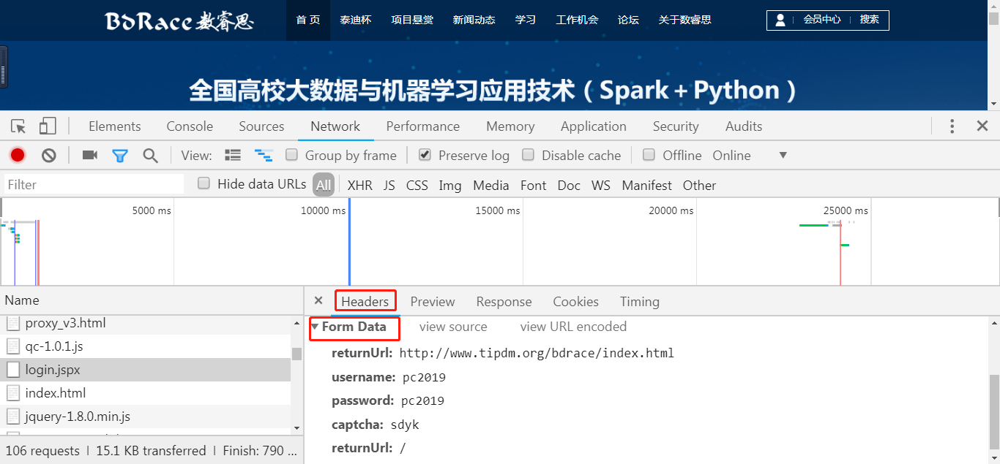 BdRace数睿思 首 页 泰迪杯 项目悬赏 新闻动态 学习 工作机会 论坛 关于数睿思 会员中心 搜索
全国高校大数据与机器学习应用技术（Spark＋Python）
Elements Console Sources Network Performance Memory Application Security Audits
View: Group by frame Preserve log Disable cache Offline Online
Filter Hide data URLs All XHR JS CSS Img Media Font Doc WS Manifest Other
5000 ms 10000 ms 15000 ms 20000 ms 25000 ms
Name
proxy_v3.html
qc-1.0.1.js
login.jspx
index.html
jquery-1.8.0.min.js
106 requests | 15.1 KB transferred | Finish: 790 ...
× Headers Preview Response Cookies Timing
Form Data view source view URL encoded
returnUrl: http://www.tipdm.org/bdrace/index.html
username: pc2019
password: pc2019
captcha: sdyk
returnUrl: /